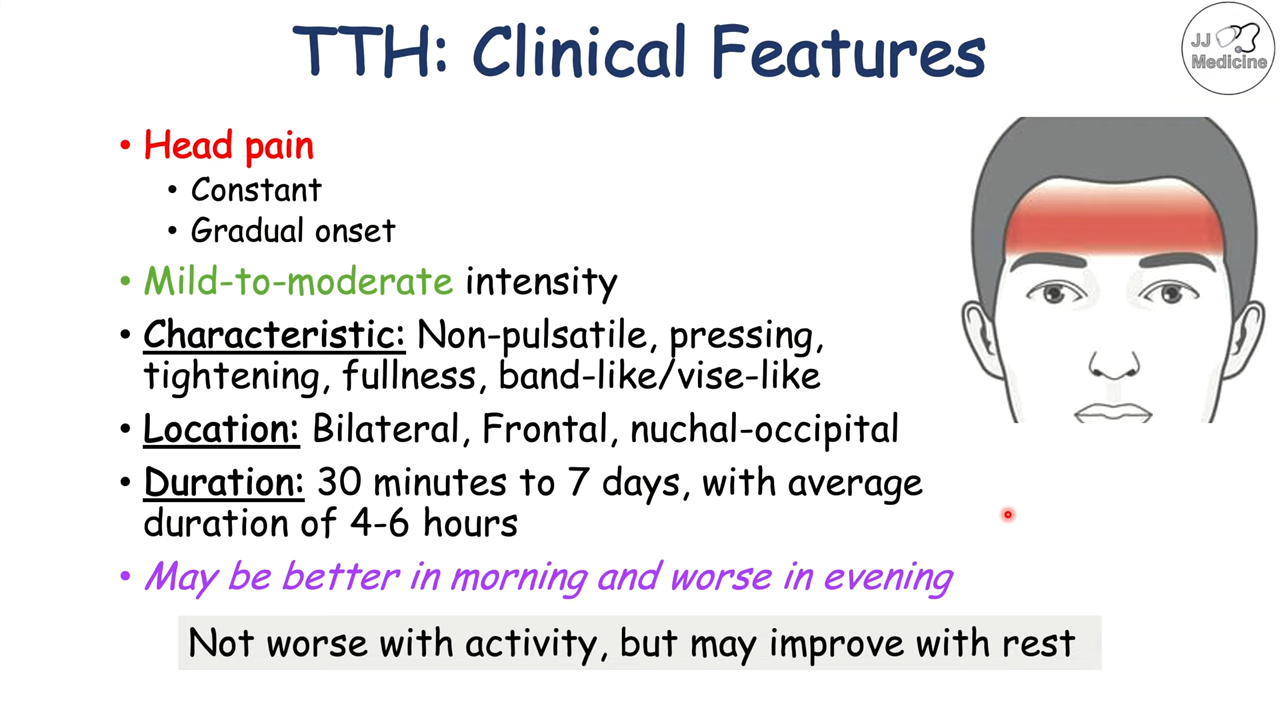 TTH: Clinical Features
JJ
Medicine
• Head pain
• Constant
• Gradual onset
• Mild-to-moderate intensity
• Characteristic: Non-pulsatile, pressing,
tightening, fullness, band-like/vise-like
• Location: Bilateral, Frontal, nuchal-occipital
• Duration: 30 minutes to 7 days, with average
duration of 4-6 hours
• May be better in morning and worse in evening
Not worse with activity, but may improve with rest